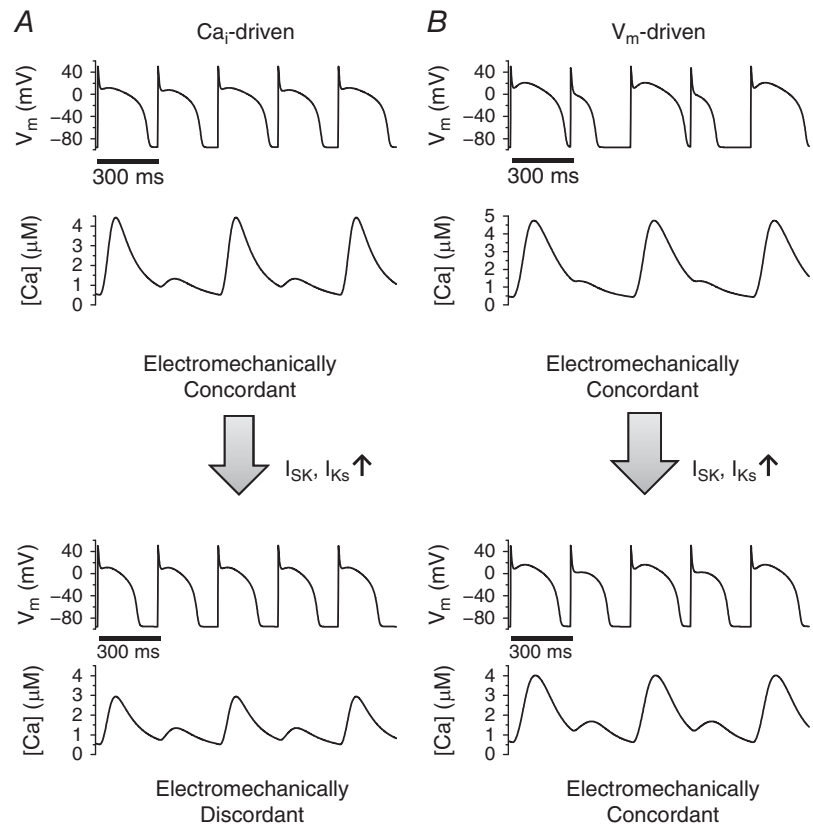 A
Ca_i-driven
V_m (mV)
40
0
−40
−80
300 ms
[Ca] (μM)
4
3
2
1
0
Electromechanically
Concordant
I_SK, I_Ks ↑
V_m (mV)
40
0
−40
−80
300 ms
[Ca] (μM)
4
3
2
1
0
Electromechanically
Discordant
B
V_m-driven
V_m (mV)
40
0
−40
−80
300 ms
[Ca] (μM)
5
4
3
2
1
0
Electromechanically
Concordant
I_SK, I_Ks ↑
V_m (mV)
40
0
−40
−80
300 ms
[Ca] (μM)
4
3
2
1
0
Electromechanically
Concordant